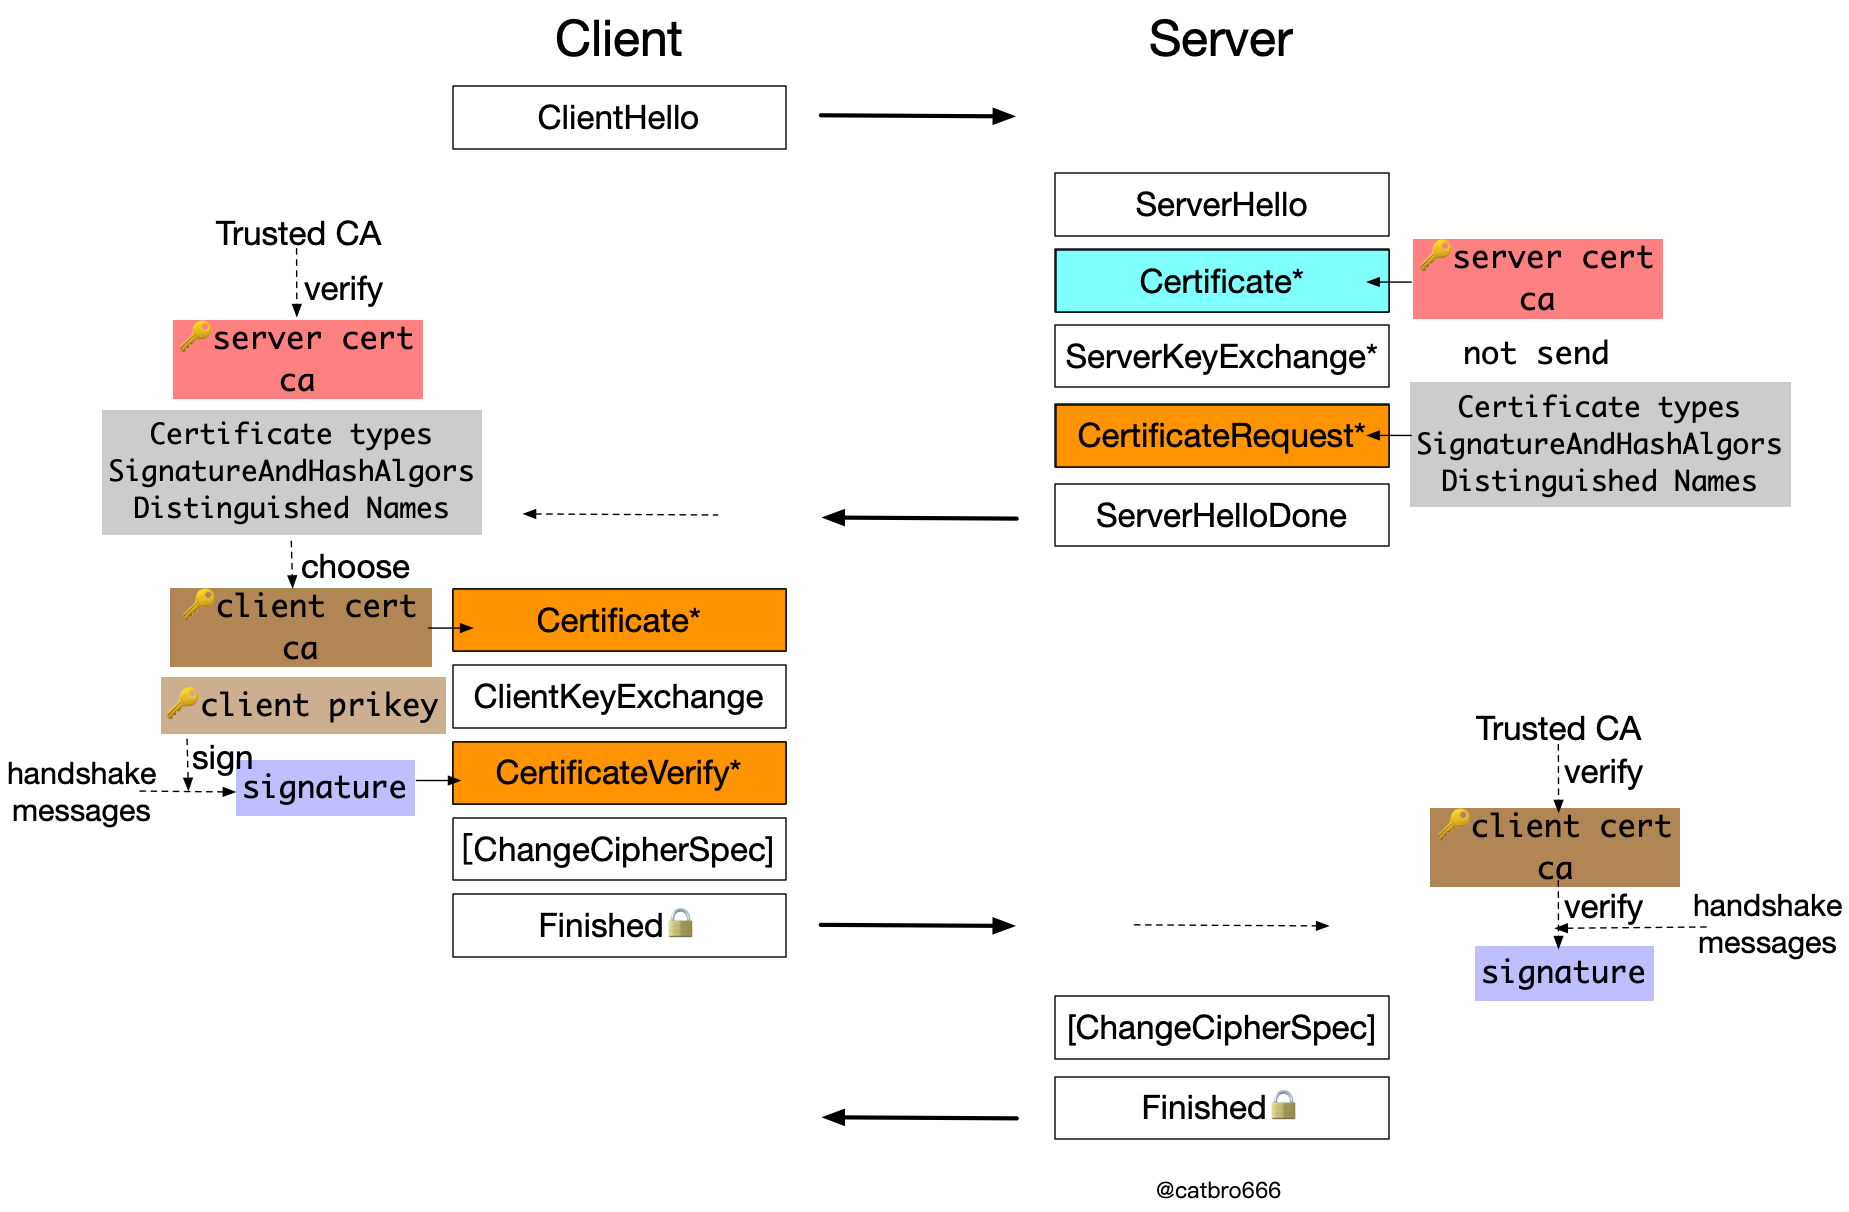 Client
Server
ClientHello
ServerHello
Trusted CA
verify
server cert
ca
Certificate types
SignatureAndHashAlgors
Distinguished Names
choose
Certificate*
server cert
ca
ServerKeyExchange*
not send
CertificateRequest*
Certificate types
SignatureAndHashAlgors
Distinguished Names
ServerHelloDone
client cert
ca
Certificate*
client prikey
ClientKeyExchange
sign
handshake
messages
signature
CertificateVerify*
[ChangeCipherSpec]
Finished
Trusted CA
verify
client cert
ca
verify
handshake
messages
signature
[ChangeCipherSpec]
Finished
@catbro666